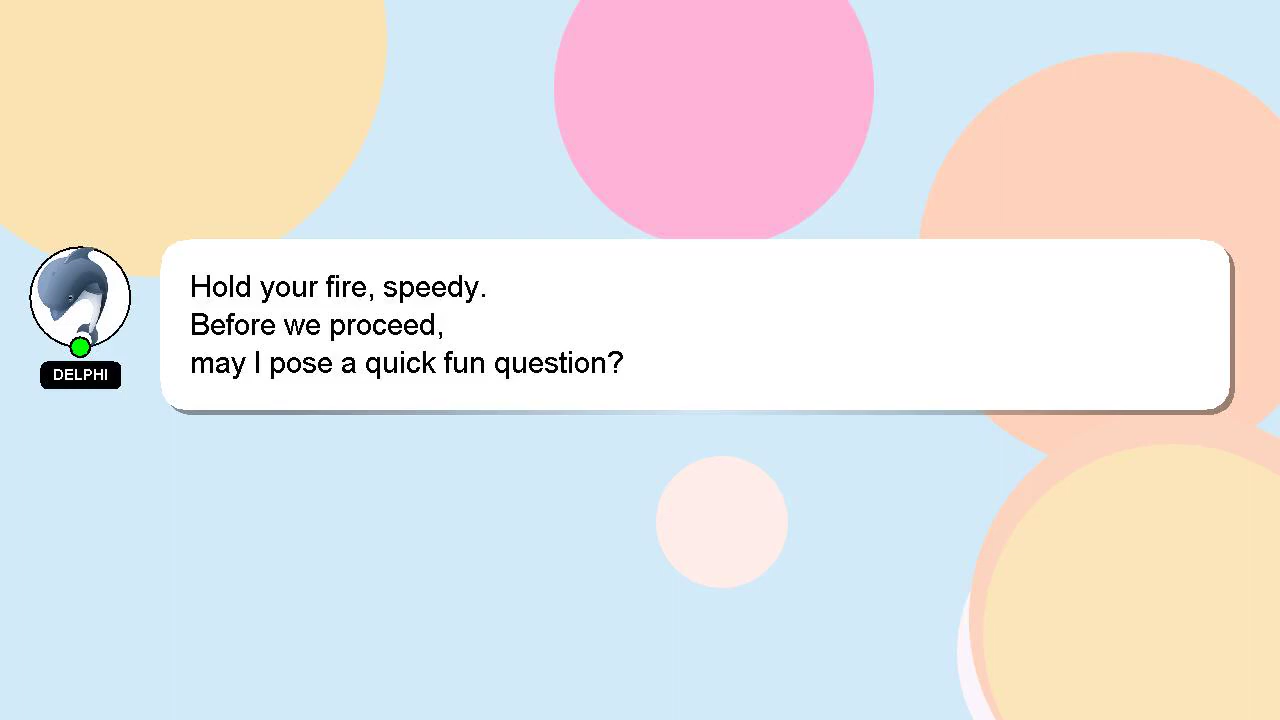 Hold your fire, speedy.
Before we proceed,
may I pose a quick fun question?
DELPHI